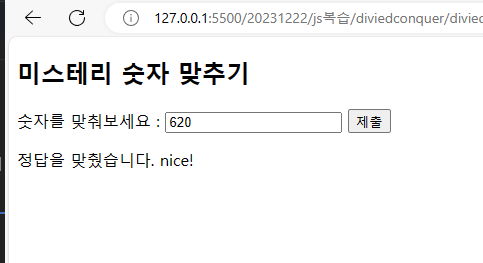 127.0.0.1:5500/20231222/js복습/diviedconquer/divied
미스테리 숫자 맞추기
숫자를 맞춰보세요 : 620 제출
정답을 맞췄습니다. nice!